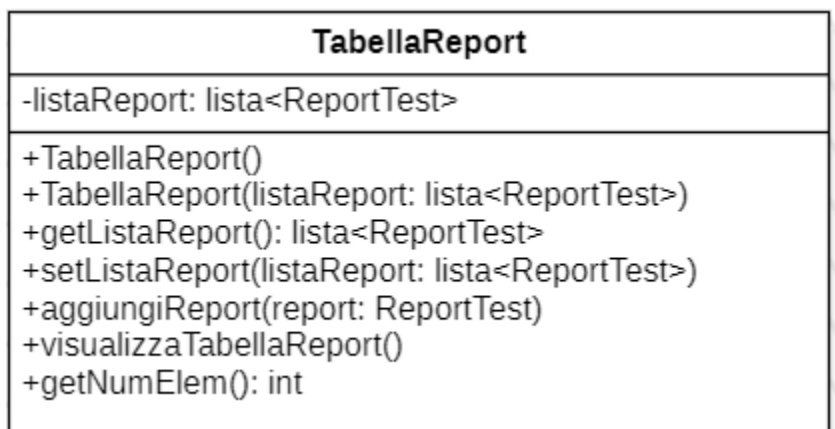 TabellaReport
-listaReport: lista<ReportTest>
+TabellaReport()
+TabellaReport(listaReport: lista<ReportTest>)
+getListaReport(): lista<ReportTest>
+setListaReport(listaReport: lista<ReportTest>)
+aggiungiReport(report: ReportTest)
+visualizzaTabellaReport()
+getNumElem(): int